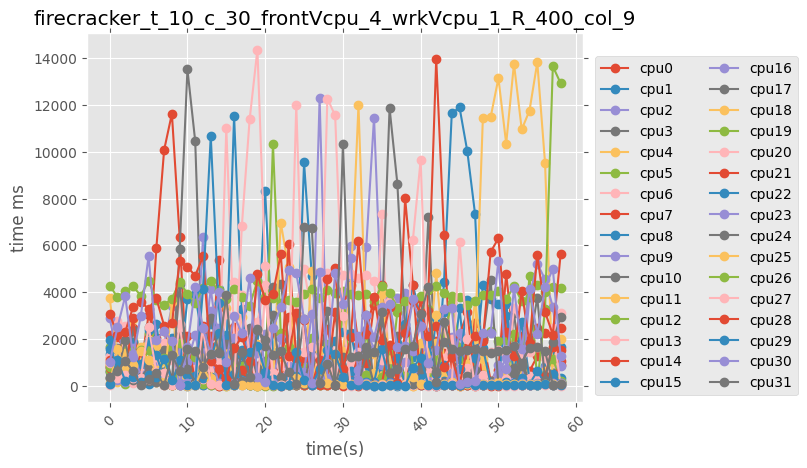 firecracker_t_10_c_30_frontVcpu_4_wrkVcpu_1_R_400_col_9
14000
12000
10000
8000
6000
4000
2000
0
time ms
0 10 20 30 40 50 60
time(s)
cpu0
cpu1
cpu2
cpu3
cpu4
cpu5
cpu6
cpu7
cpu8
cpu9
cpu10
cpu11
cpu12
cpu13
cpu14
cpu15
cpu16
cpu17
cpu18
cpu19
cpu20
cpu21
cpu22
cpu23
cpu24
cpu25
cpu26
cpu27
cpu28
cpu29
cpu30
cpu31